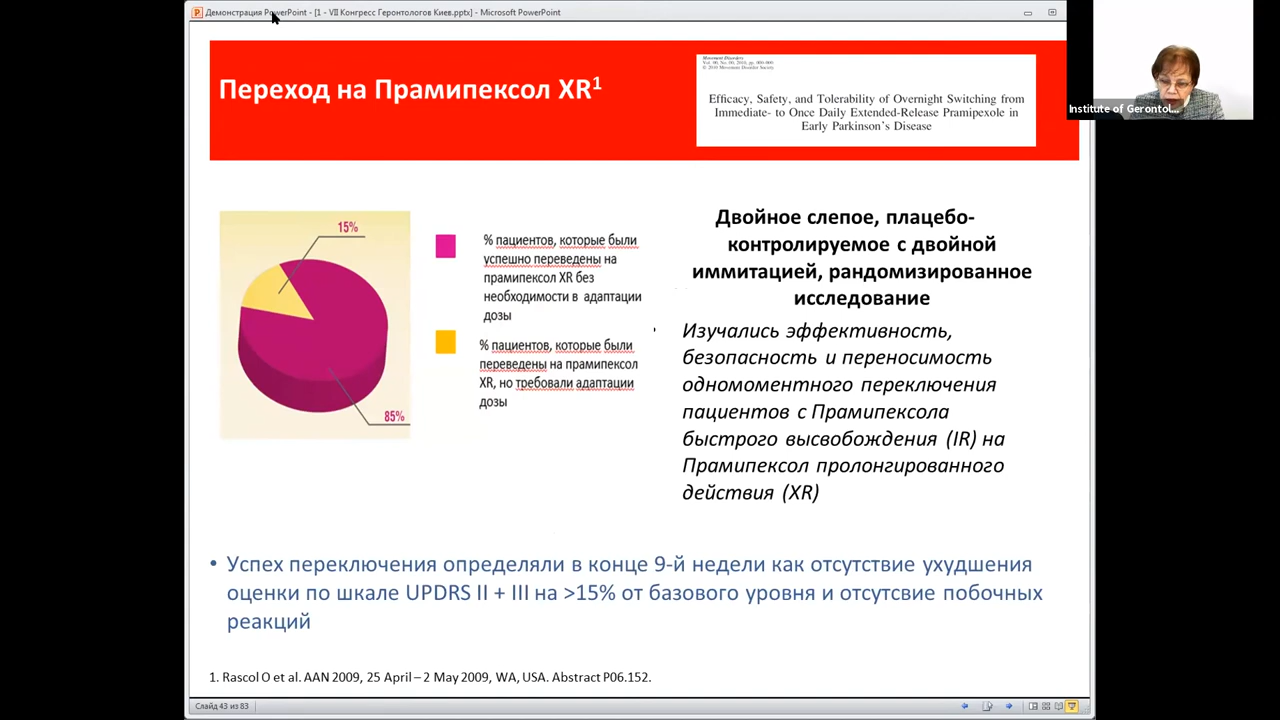 Демонстрация PowerPoint - [1 - VII Конгресс Геронтологов Киев.pptx] - Microsoft PowerPoint
Переход на Прамипексол XR1
Movement Disorders
© 2010 Movement Disorder Society
Efficacy, Safety, and Tolerability of Overnight Switching from
Immediate- to Once Daily Extended-Release Pramipexole in
Early Parkinson's Disease
Institute of Gerontol...
15%
85%
% пациентов, которые были
успешно переведены на
прамипексол XR без
необходимости в адаптации
дозы
% пациентов, которые были
переведены на прамипексол
XR, но требовали адаптации
дозы
Двойное слепое, плацебо-
контролируемое с двойной
иммитацией, рандомизированное
исследование
• Изучались эффективность,
безопасность и переносимость
одномоментного переключения
пациентов с Прамипексола
быстрого высвобождения (IR) на
Прамипексол пролонгированного
действия (XR)
• Успех переключения определяли в конце 9-й недели как отсутствие ухудшения
оценки по шкале UPDRS II + III на >15% от базового уровня и отсутсвие побочных
реакций
1. Rascol O et al. AAN 2009, 25 April – 2 May 2009, WA, USA. Abstract P06.152.
Слайд 43 из 83